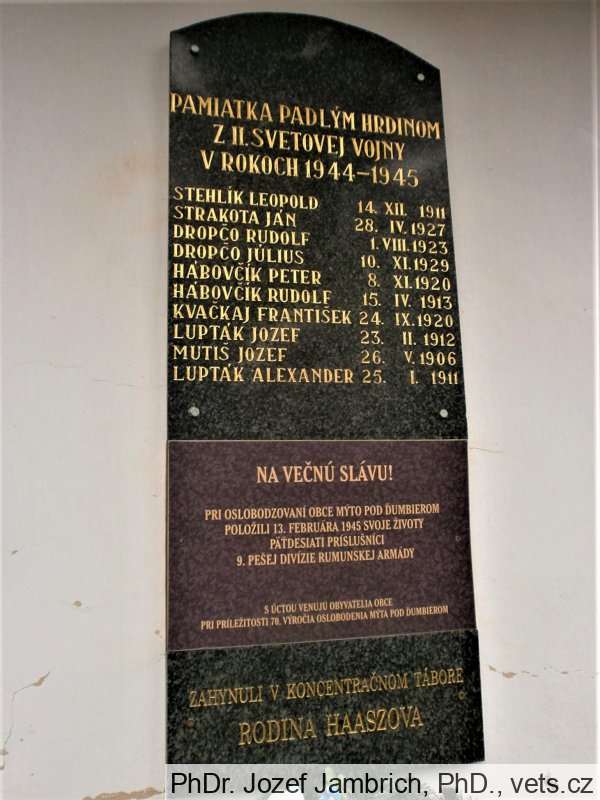 PAMIATKA PADLÝM HRDINOM
Z II. SVETOVEJ VOJNY
V ROKOCH 1944-1945
STEHLÍK LEOPOLD 14. XII. 1911
STRAKOTA JÁN 28. IV. 1927
DROPČO RUDOLF 1. VIII. 1923
DROPČO JÚLIUS 10. XI. 1929
HÁBOVČÍK PETER 8. XI. 1920
HÁBOVČÍK RUDOLF 15. IV. 1913
KVAČKAJ FRANTIŠEK 24. IX. 1920
LUPTÁK JOZEF 23. II. 1912
MUTIŠ JOZEF 26. V. 1906
LUPTÁK ALEXANDER 25. I. 1911
NA VEČNÚ SLÁVU!
PRI OSLOBODZOVANÍ OBCE MÝTO POD ĎUMBIEROM
POLOŽILI 13. FEBRUÁRA 1945 SVOJE ŽIVOTY
PÄŤDESIATI PRÍSLUŠNÍCI
9. PEŠEJ DIVÍZIE RUMUNSKEJ ARMÁDY
S ÚCTOU VENUJÚ OBYVATELIA OBCE
PRI PRÍLEŽITOSTI 70. VÝROČIA OSLOBODENIA MÝTA POD ĎUMBIEROM
ZAHYNULI V KONCENTRAČNOM TÁBORE
RODINA HAASZOVA
PhDr. Jozef Jambrich, PhD., vets.cz